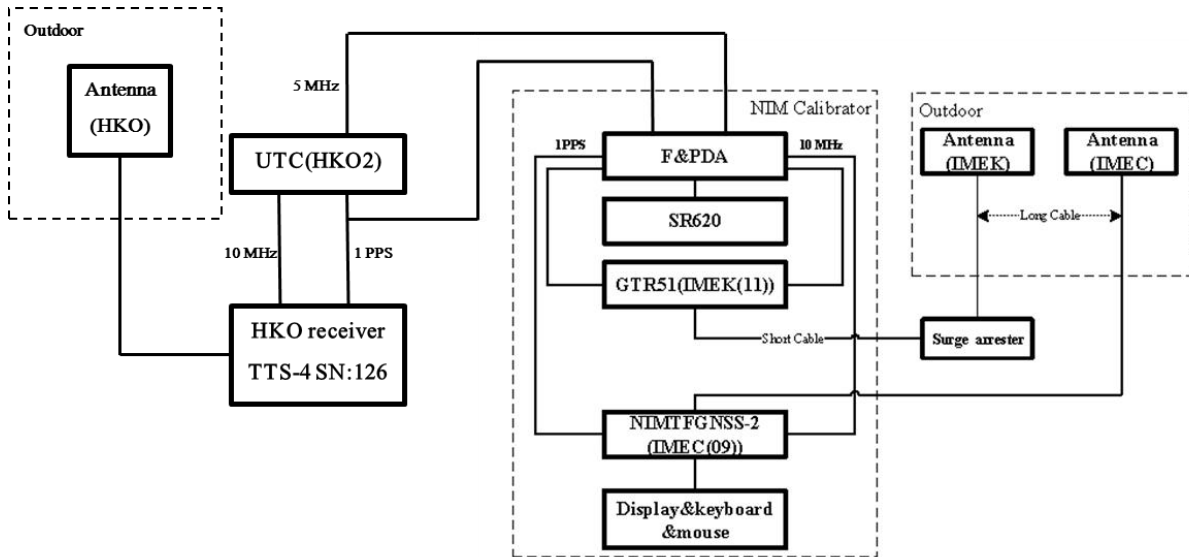 Outdoor
Antenna
(HKO)
5 MHz
UTC(HKO2)
10 MHz
1 PPS
HKO receiver
TTS-4 SN:126
NIM Calibrator
1PPS
F&PDA
10 MHz
SR620
GTR51(IMEK(11))
Short Cable
NIMTFGNSS-2
(IMEC(09))
Display&keyboard
&mouse
Outdoor
Antenna
(IMEK)
Antenna
(IMEC)
Long Cable
Surge arrester